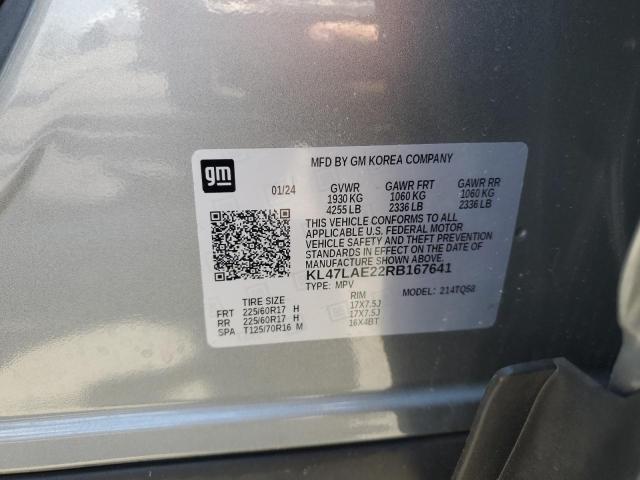 gm
MFD BY GM KOREA COMPANY
01/24 GVWR GAWR FRT GAWR RR
1930 KG 1060 KG 1060 KG
4255 LB 2336 LB 2336 LB
THIS VEHICLE CONFORMS TO ALL
APPLICABLE U.S. FEDERAL MOTOR
VEHICLE SAFETY AND THEFT PREVENTION
STANDARDS IN EFFECT ON THE DATE OF
MANUFACTURE SHOWN ABOVE.
KL47LAE22RB167641
TYPE: MPV MODEL: 214TQ58
TIRE SIZE RIM
FRT 225/60R17 H 17X7.5J
RR 225/60R17 H 17X7.5J
SPA T125/70R16 M 16X4BT